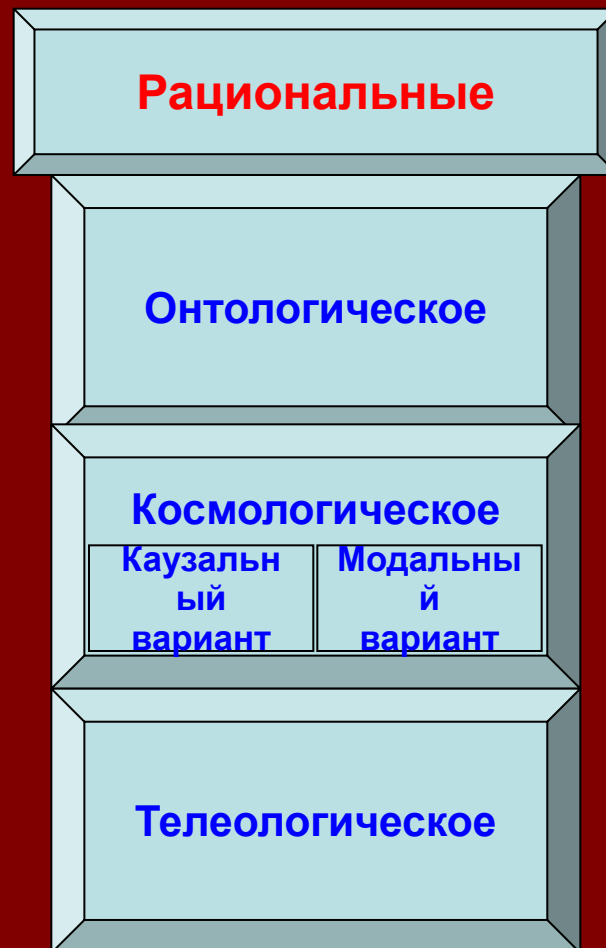 Рациональные
Онтологическое
Космологическое
Каузальн
ый
вариант
Модальны
й
вариант
Телеологическое